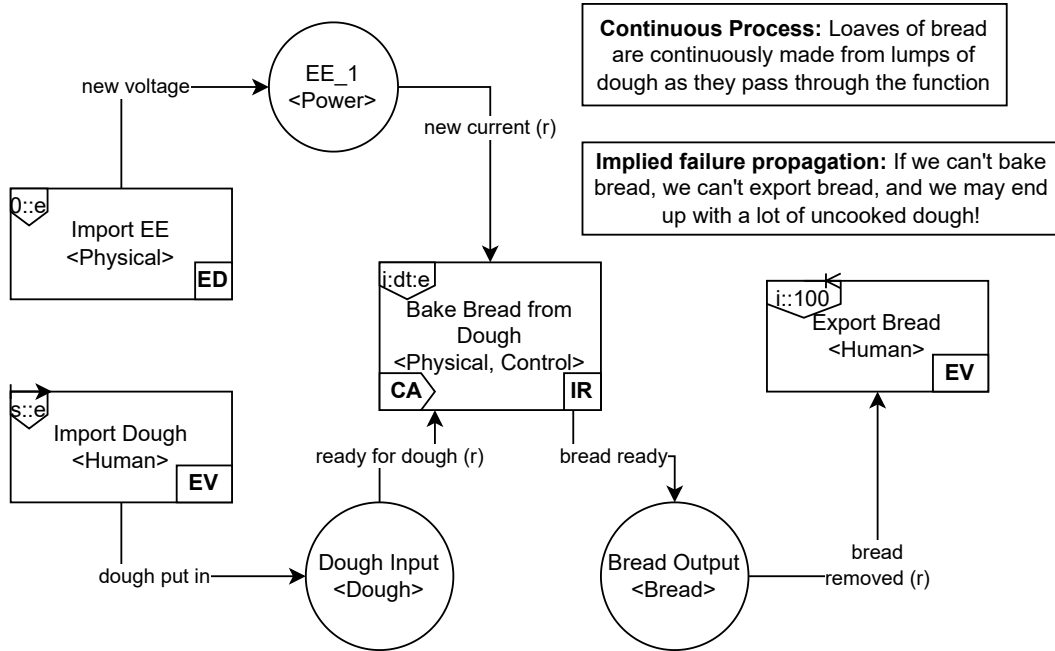 Continuous Process: Loaves of bread
are continuously made from lumps of
dough as they pass through the function
EE_1
<Power>
new voltage
new current (r)
Implied failure propagation: If we can't bake
bread, we can't export bread, and we may end
up with a lot of uncooked dough!
0::e
Import EE
<Physical>
ED
i:dt:e
Bake Bread from
Dough
<Physical, Control>
CA
IR
i::100
Export Bread
<Human>
EV
s::e
Import Dough
<Human>
EV
ready for dough (r)
bread ready
dough put in
Dough Input
<Dough>
Bread Output
<Bread>
bread
removed (r)